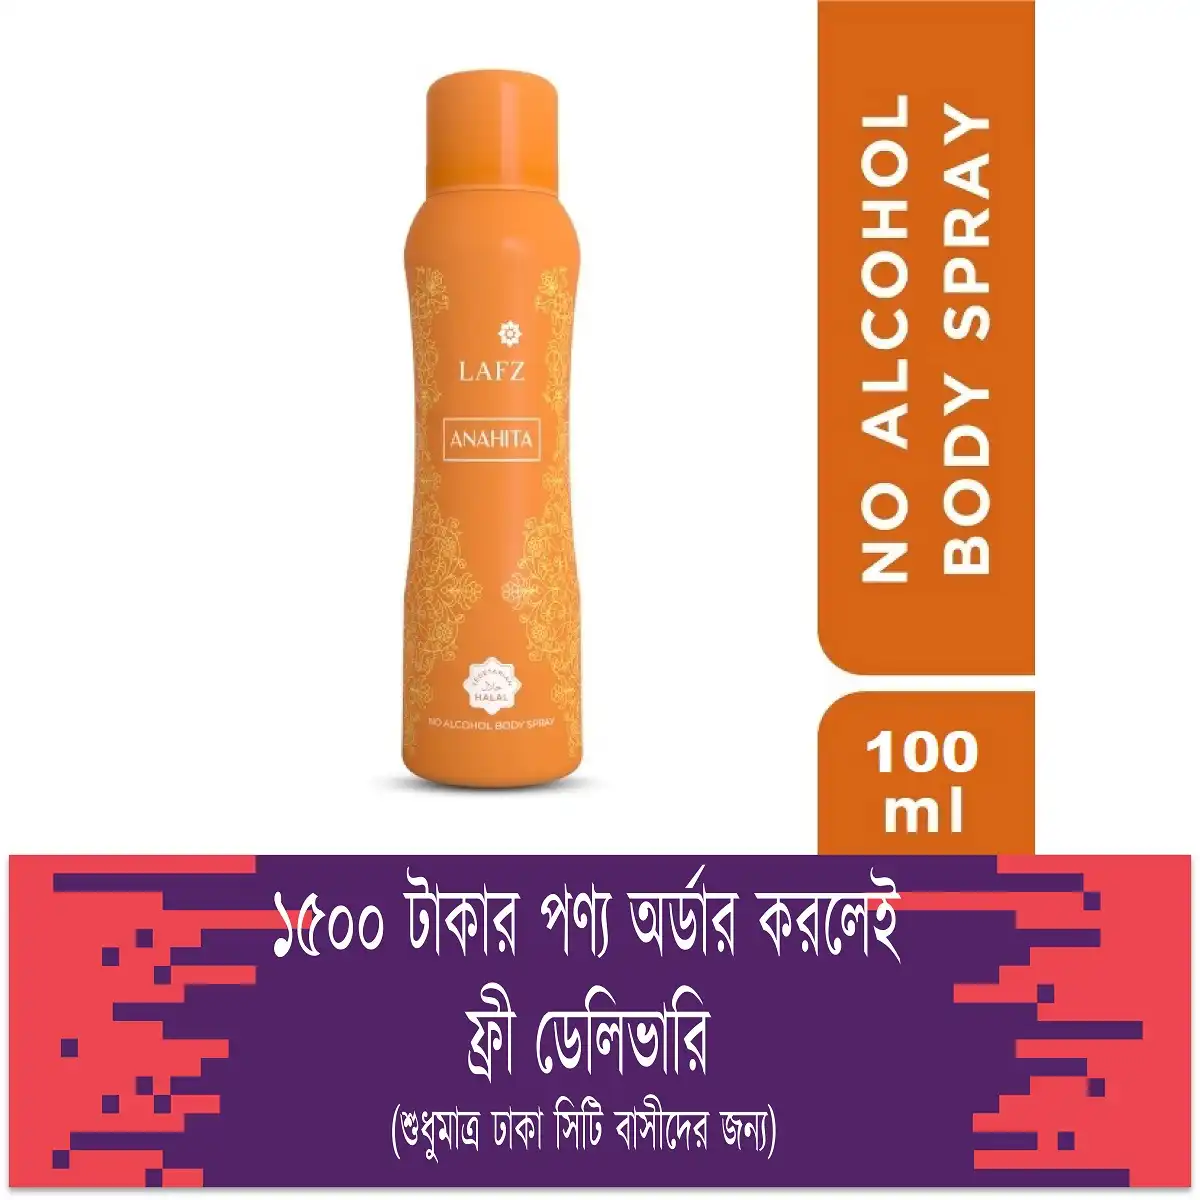 LAFZ
ANAHITA
VEGETARIAN
حلال
HALAL
NO ALCOHOL BODY SPRAY
NO ALCOHOL
BODY SPRAY
100
ml
১৫০০ টাকার পণ্য অর্ডার করলেই
ফ্রী ডেলিভারি
(শুধুমাত্র ঢাকা সিটি বাসীদের জন্য)